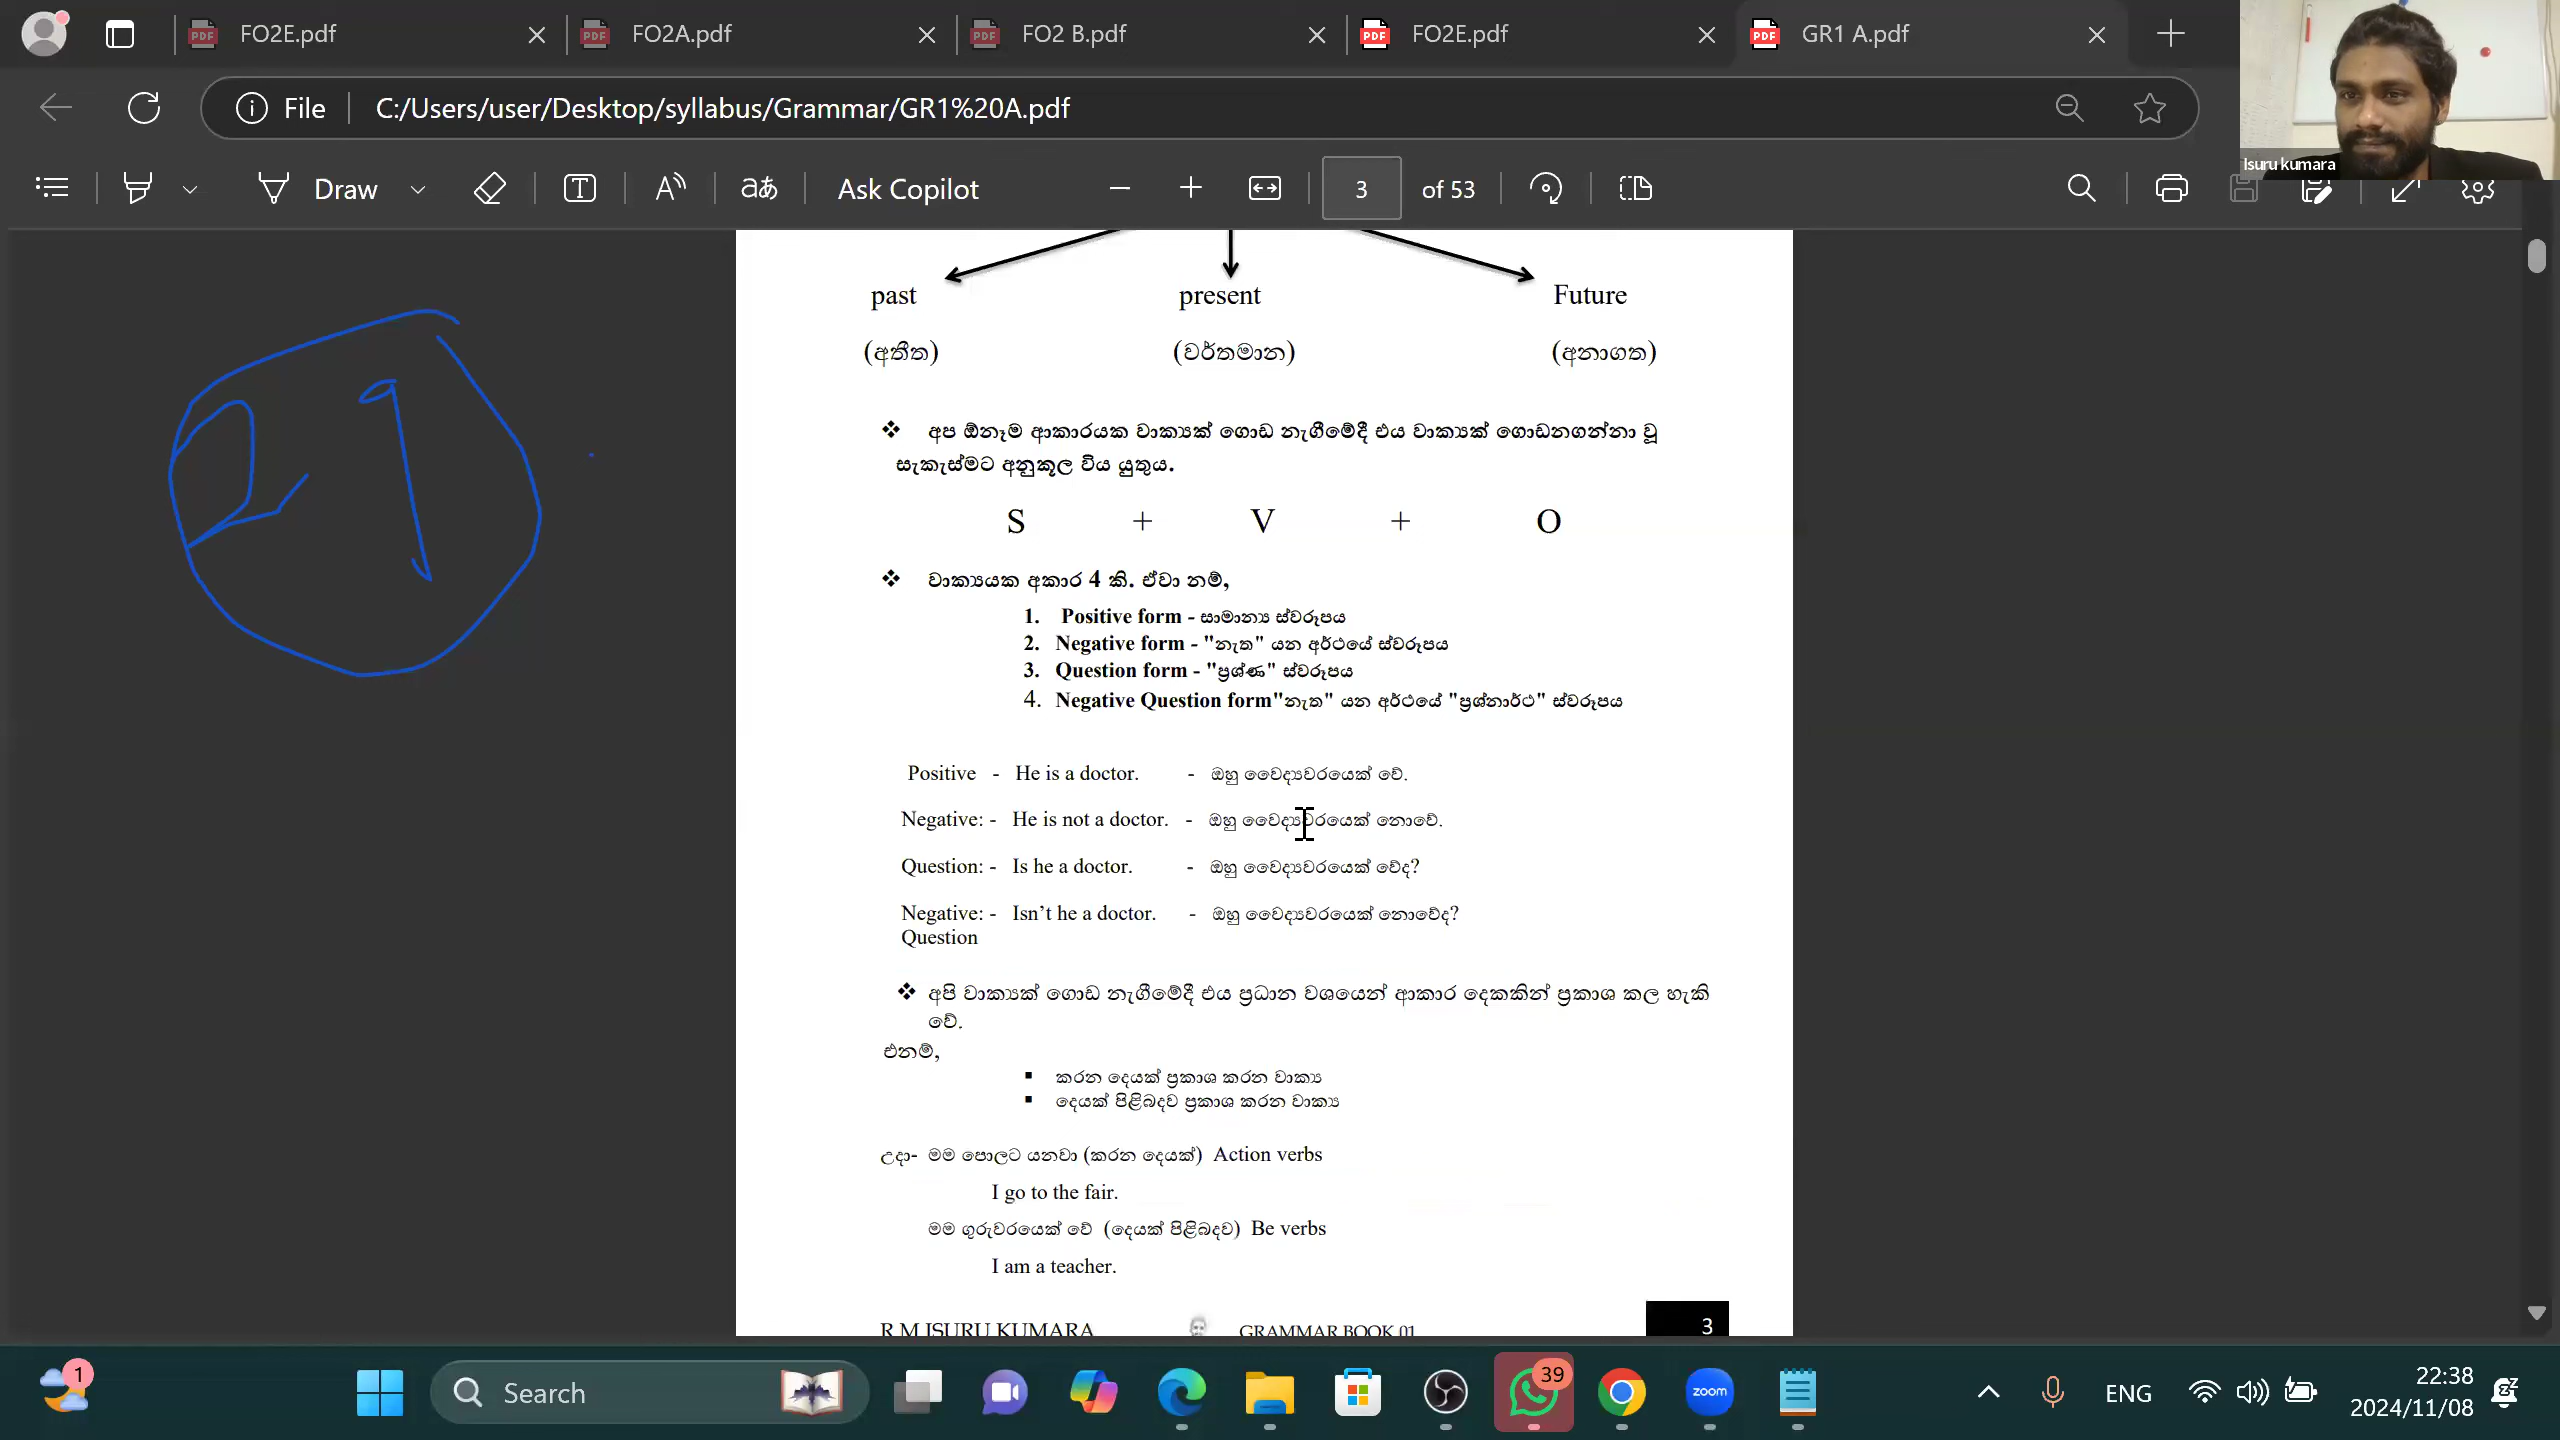 FO2E.pdf
FO2A.pdf
FO2 B.pdf
FO2E.pdf
GR1 A.pdf
File
C:/Users/user/Desktop/syllabus/Grammar/GR1%20A.pdf
Isuru kumara
Draw
Ask Copilot
3
of 53
past present Future
(අතීත) (වර්තමාන) (අනාගත)
❖ අප ඕනෑම ආකාරයක වාක්‍යක් ගොඩ නැගීමේදී එය වාක්‍යක් ගොඩනගන්නා වූ
සැකැස්මට අනුකූල විය යුතුය.
S + V + O
❖ වාක්‍යයක අකාර 4 කි. ඒවා නම්,
1. Positive form - සාමාන්‍ය ස්වරූපය
2. Negative form - "නැත" යන අර්ථයේ ස්වරූපය
3. Question form - "ප්‍රශ්ණ" ස්වරූපය
4. Negative Question form"නැත" යන අර්ථයේ "ප්‍රශ්නාර්ථ" ස්වරූපය
Positive - He is a doctor. - ඔහු වෛද්‍යවරයෙක් වේ.
Negative: - He is not a doctor. - ඔහු වෛද්‍යවරයෙක් නොවේ.
Question: - Is he a doctor. - ඔහු වෛද්‍යවරයෙක් වේද?
Negative: - Isn't he a doctor. - ඔහු වෛද්‍යවරයෙක් නොවේද?
Question
❖ අපි වාක්‍යක් ගොඩ නැගීමේදී එය ප්‍රධාන වශයෙන් ආකාර දෙකකින් ප්‍රකාශ කල හැකි
වේ.
එනම්,
▪ කරන දෙයක් ප්‍රකාශ කරන වාක්‍ය
▪ දෙයක් පිළිබදව ප්‍රකාශ කරන වාක්‍ය
උදා- මම පොලට යනවා (කරන දෙයක්) Action verbs
I go to the fair.
මම ගුරුවරයෙක් වේ (දෙයක් පිළිබදව) Be verbs
I am a teacher.
R.M ISURU KUMARA GRAMMAR BOOK 01 3
1
Search
39
zoom
ENG
22:38
2024/11/08